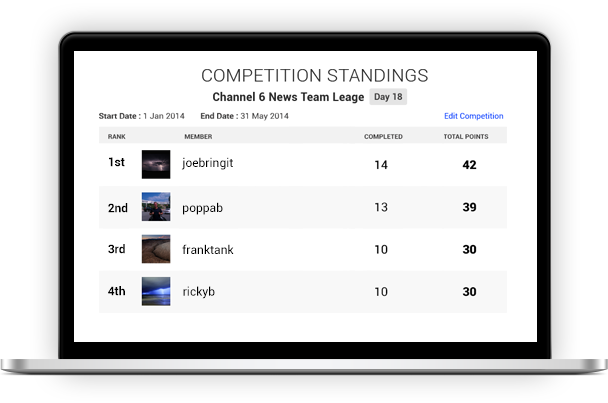 COMPETITION STANDINGS
Channel 6 News Team Leage Day 18
Start Date : 1 Jan 2014 End Date : 31 May 2014 Edit Competition
RANK MEMBER COMPLETED TOTAL POINTS
1st joebringit 14 42
2nd poppab 13 39
3rd franktank 10 30
4th rickyb 10 30